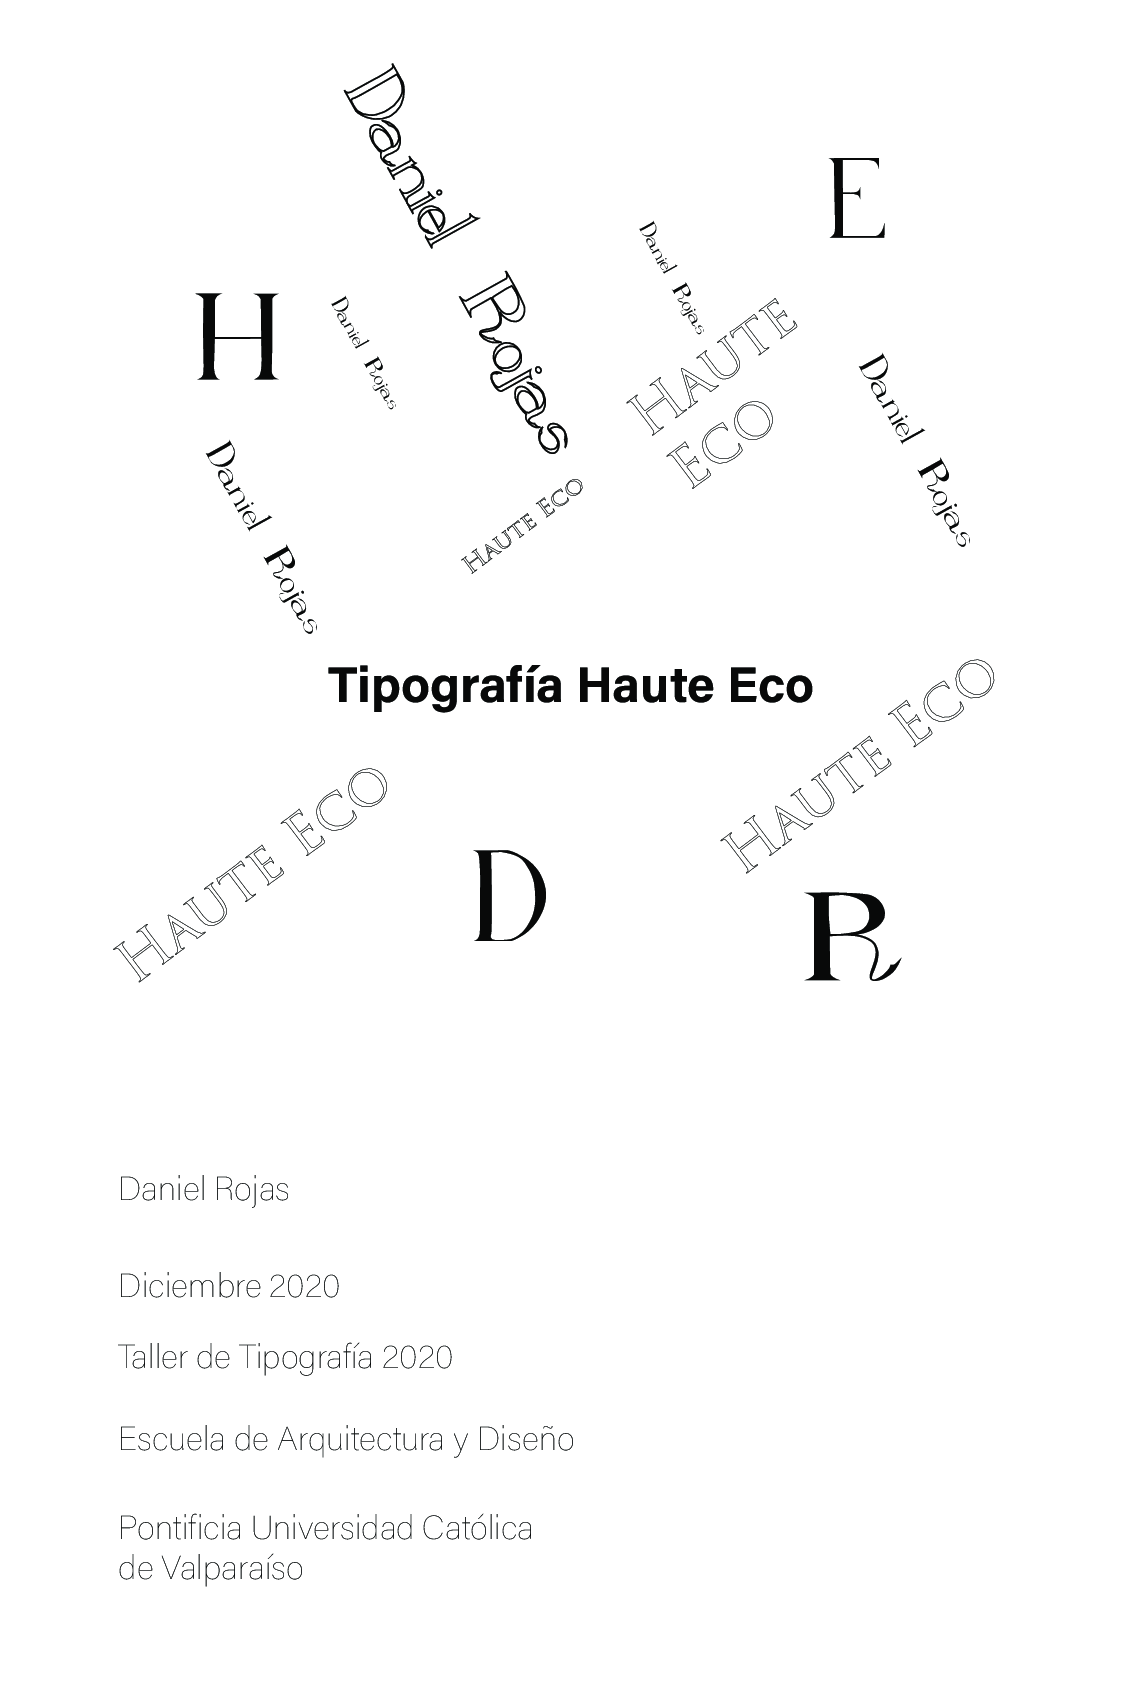 Daniel Rojas
E
Daniel Rojas
H
Daniel Rojas
HAUTE
ECO
Daniel Rojas
Daniel Rojas
HAUTE ECO
Tipografía Haute Eco
HAUTE ECO
HAUTE ECO
D
R
Daniel Rojas
Diciembre 2020
Taller de Tipografía 2020
Escuela de Arquitectura y Diseño
Pontificia Universidad Católica
de Valparaíso